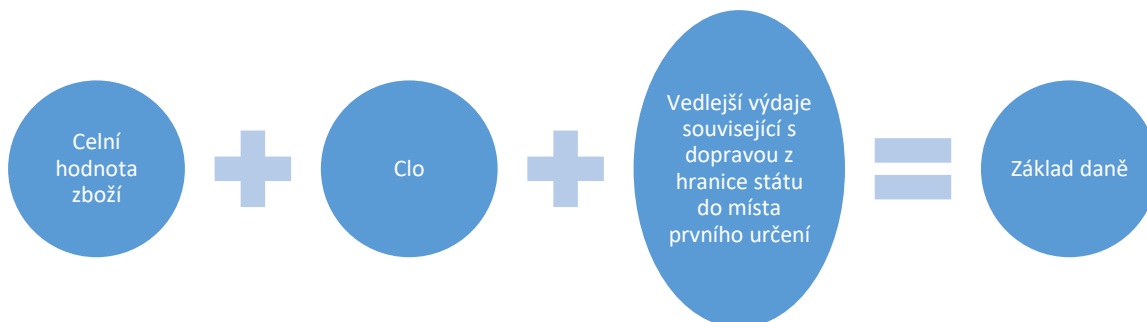 Celní
hodnota
zboží
Clo
Vedlejší výdaje
související s
dopravou z
hranice státu
do místa
prvního určení
Základ daně